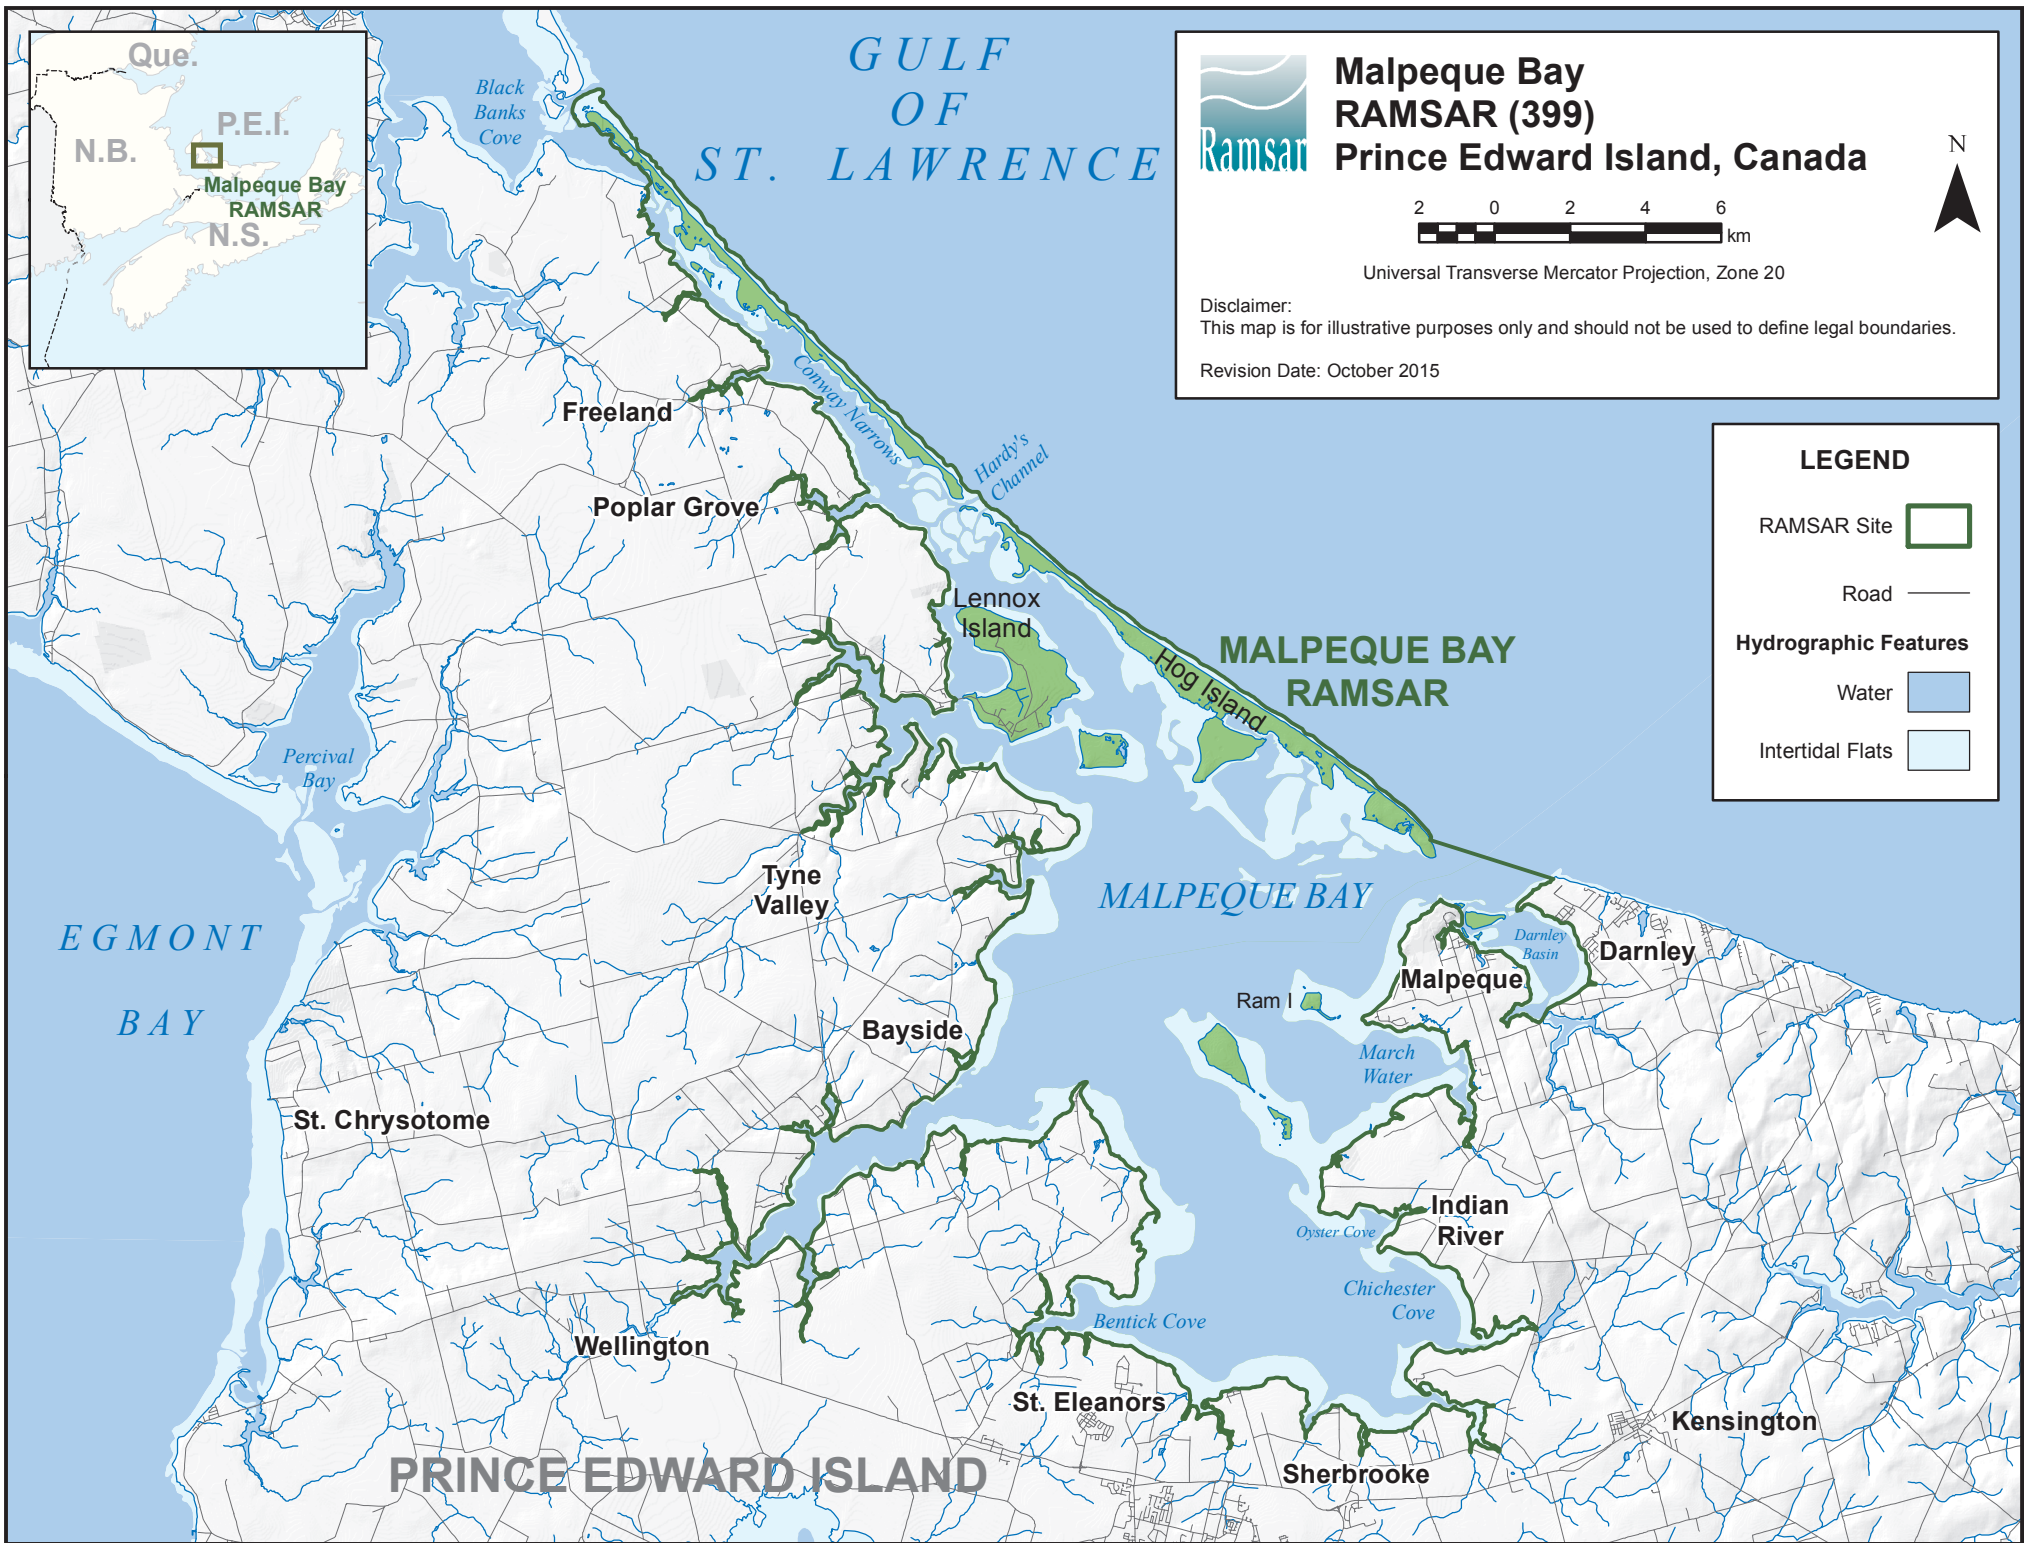 Que.
P.E.I.
N.B.
Malpeque Bay
RAMSAR
N.S.
Black
Banks
Cove
GULF
OF
ST. LAWRENCE
Ramsar
Malpeque Bay
RAMSAR (399)
Prince Edward Island, Canada
N
2 0 2 4 6
km
Universal Transverse Mercator Projection, Zone 20
Disclaimer:
This map is for illustrative purposes only and should not be used to define legal boundaries.
Revision Date: October 2015
LEGEND
RAMSAR Site
Road
Hydrographic Features
Water
Intertidal Flats
Conway Narrows
Freeland
Hardy's
Channel
Poplar Grove
Lennox
Island
MALPEQUE BAY
RAMSAR
Hog Island
Percival
Bay
Tyne
Valley
MALPEQUE BAY
EGMONT
BAY
Darnley
Basin
Darnley
Malpeque
Ram I
Bayside
March
Water
St. Chrysotome
Indian
River
Oyster Cove
Chichester
Cove
Bentick Cove
Wellington
St. Eleanors
Kensington
Sherbrooke
PRINCE EDWARD ISLAND